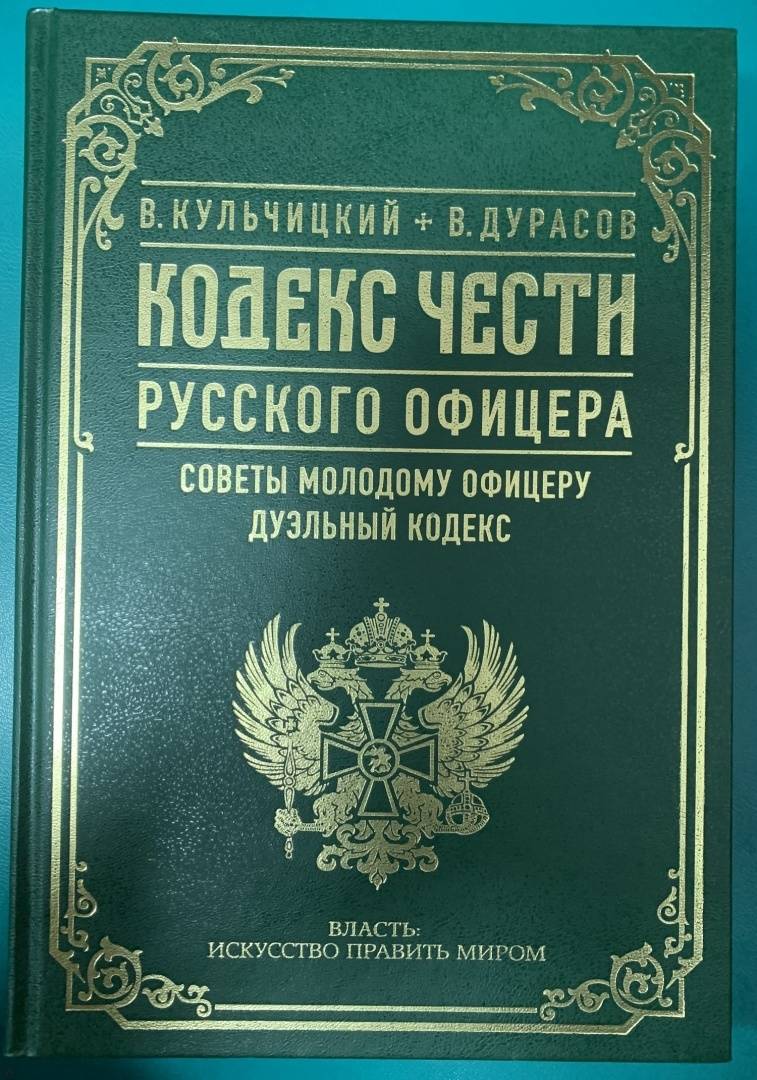 В. КУЛЬЧИЦКИЙ + В. ДУРАСОВ
КОДЕКС ЧЕСТИ
РУССКОГО ОФИЦЕРА
СОВЕТЫ МОЛОДОМУ ОФИЦЕРУ
ДУЭЛЬНЫЙ КОДЕКС
ВЛАСТЬ:
ИСКУССТВО ПРАВИТЬ МИРОМ